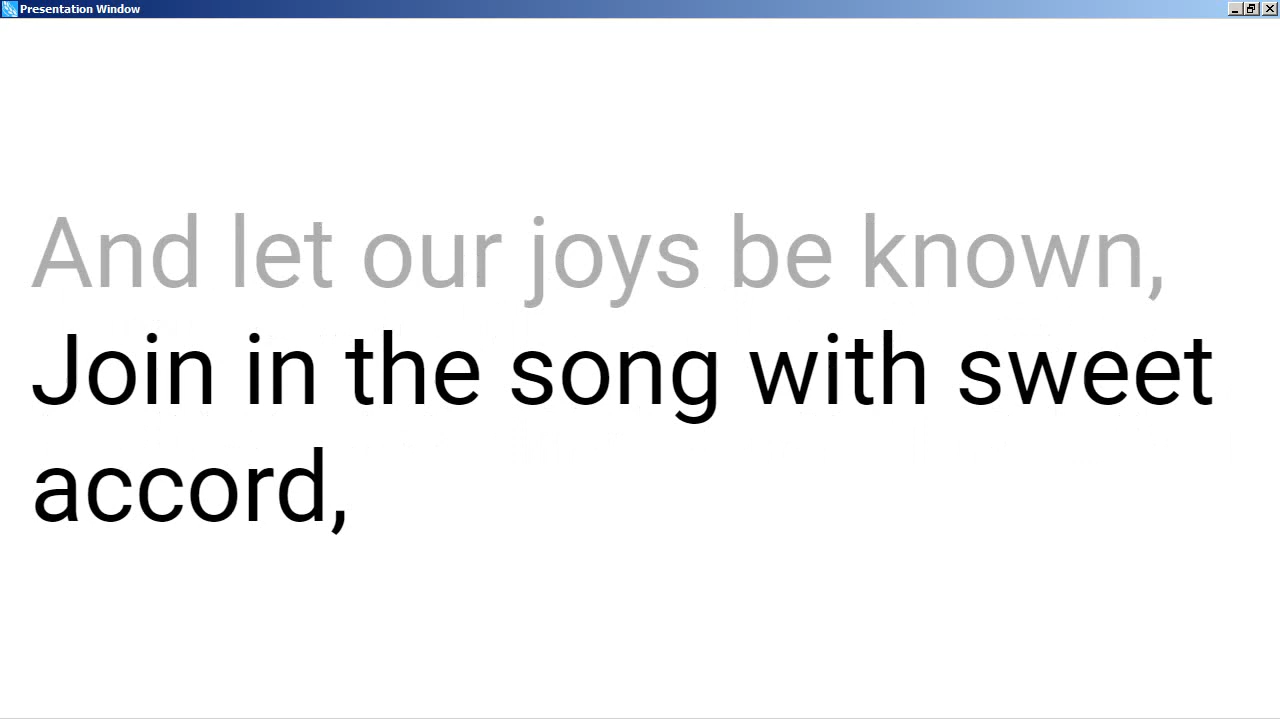 Presentation Window
And let our joys be known,
Join in the song with sweet
accord,